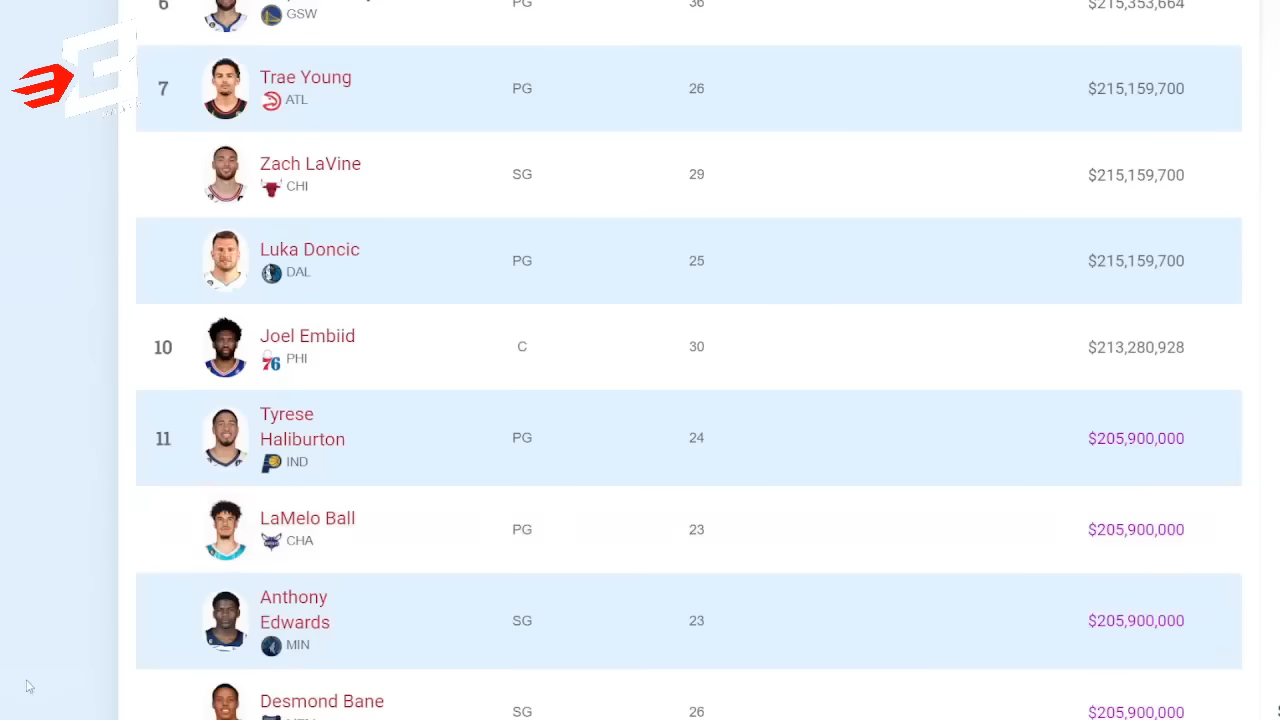 6
GSW
PG
36
$215,353,664
7
Trae Young
ATL
PG
26
$215,159,700
Zach LaVine
CHI
SG
29
$215,159,700
Luka Doncic
DAL
PG
25
$215,159,700
10
Joel Embiid
PHI
C
30
$213,280,928
11
Tyrese
Haliburton
IND
PG
24
$205,900,000
LaMelo Ball
CHA
PG
23
$205,900,000
Anthony
Edwards
MIN
SG
23
$205,900,000
Desmond Bane
SG
26
$205,900,000